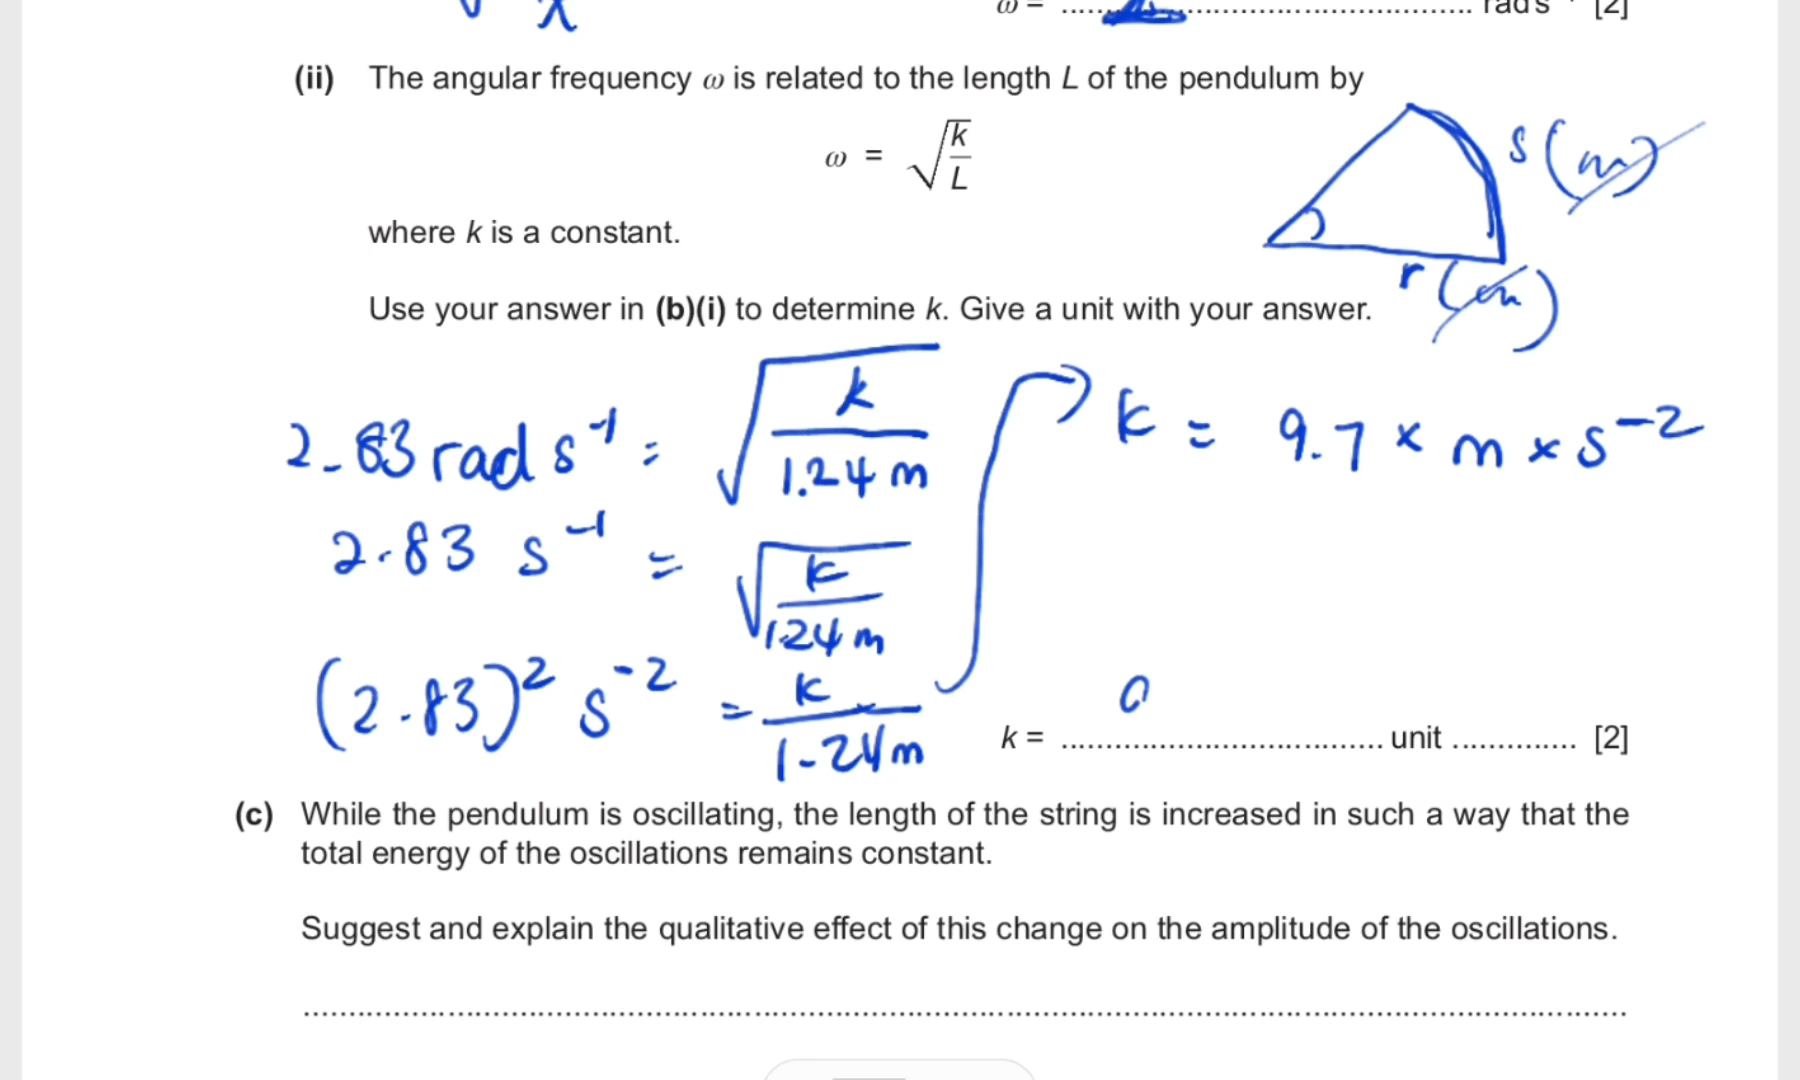 x
ω = ........ rad s [2]
(ii) The angular frequency ω is related to the length L of the pendulum by
ω = √(k/L)
s (m)
where k is a constant.
r (m)
Use your answer in (b)(i) to determine k. Give a unit with your answer.
2.83 rad s⁻¹ = √(k/1.24 m)
k = 9.7 × m × s⁻²
2.83 s⁻¹ = √(k/1.24 m)
(2.83)² s⁻² = k/1.24 m
k = ........ unit ........ [2]
(c) While the pendulum is oscillating, the length of the string is increased in such a way that the
total energy of the oscillations remains constant.
Suggest and explain the qualitative effect of this change on the amplitude of the oscillations.